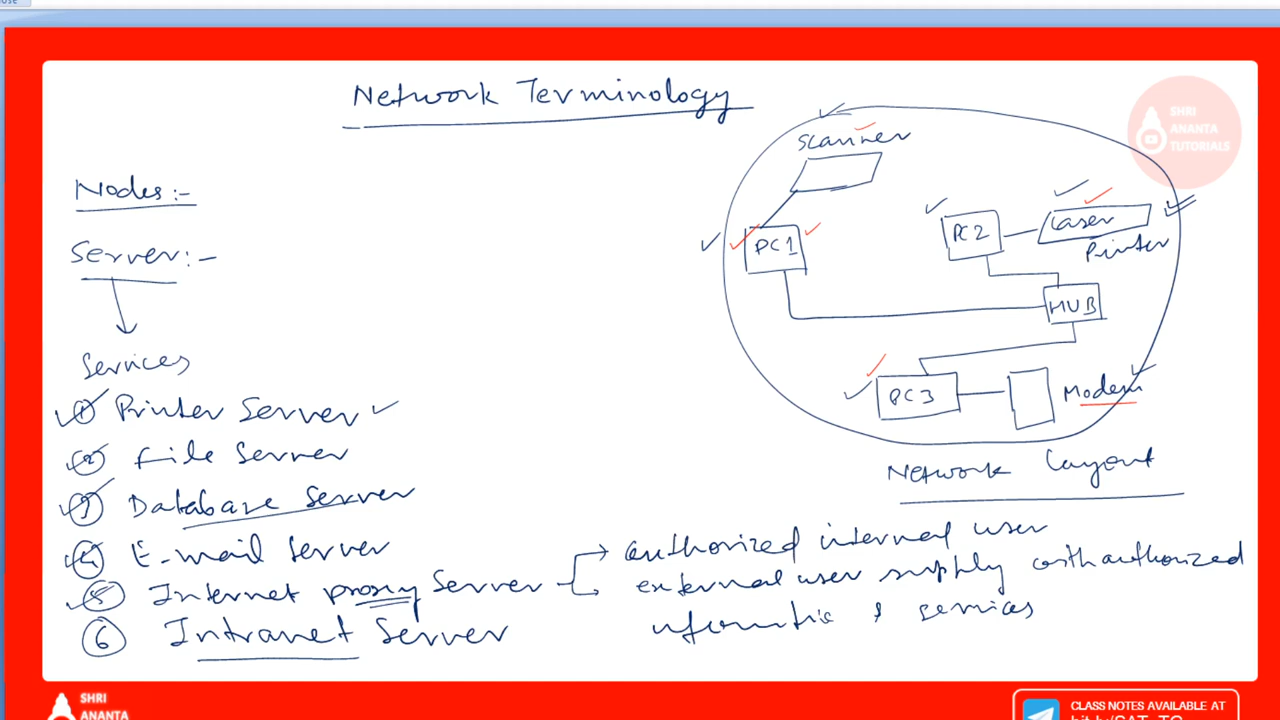 Network Terminology
Nodes:-
Server:-
Services
① Printer Server
② File Server
③ Database Server
④ E-mail Server
⑤ Internet proxy Server
authorized internal user
external user supply with authorized
services
⑥ Intranet Server
Scanner
PC1
PC2
Laser
Printer
HUB
PC3
Modem
Network Layout
SHRI
ANANTA
TUTORIALS
SHRI
ANANTA
CLASS NOTES AVAILABLE AT